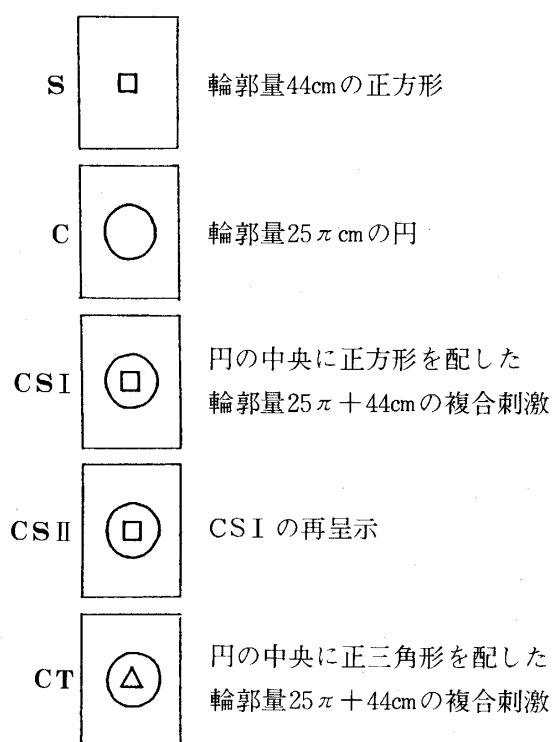 S 輪郭量44cmの正方形
C 輪郭量25πcmの円
円の中央に正方形を配した
CSI
輪郭量25π+44cmの複合刺激
CSⅡ CSIの再呈示
円の中央に正三角形を配した
CT
輪郭量25π+44cmの複合刺激